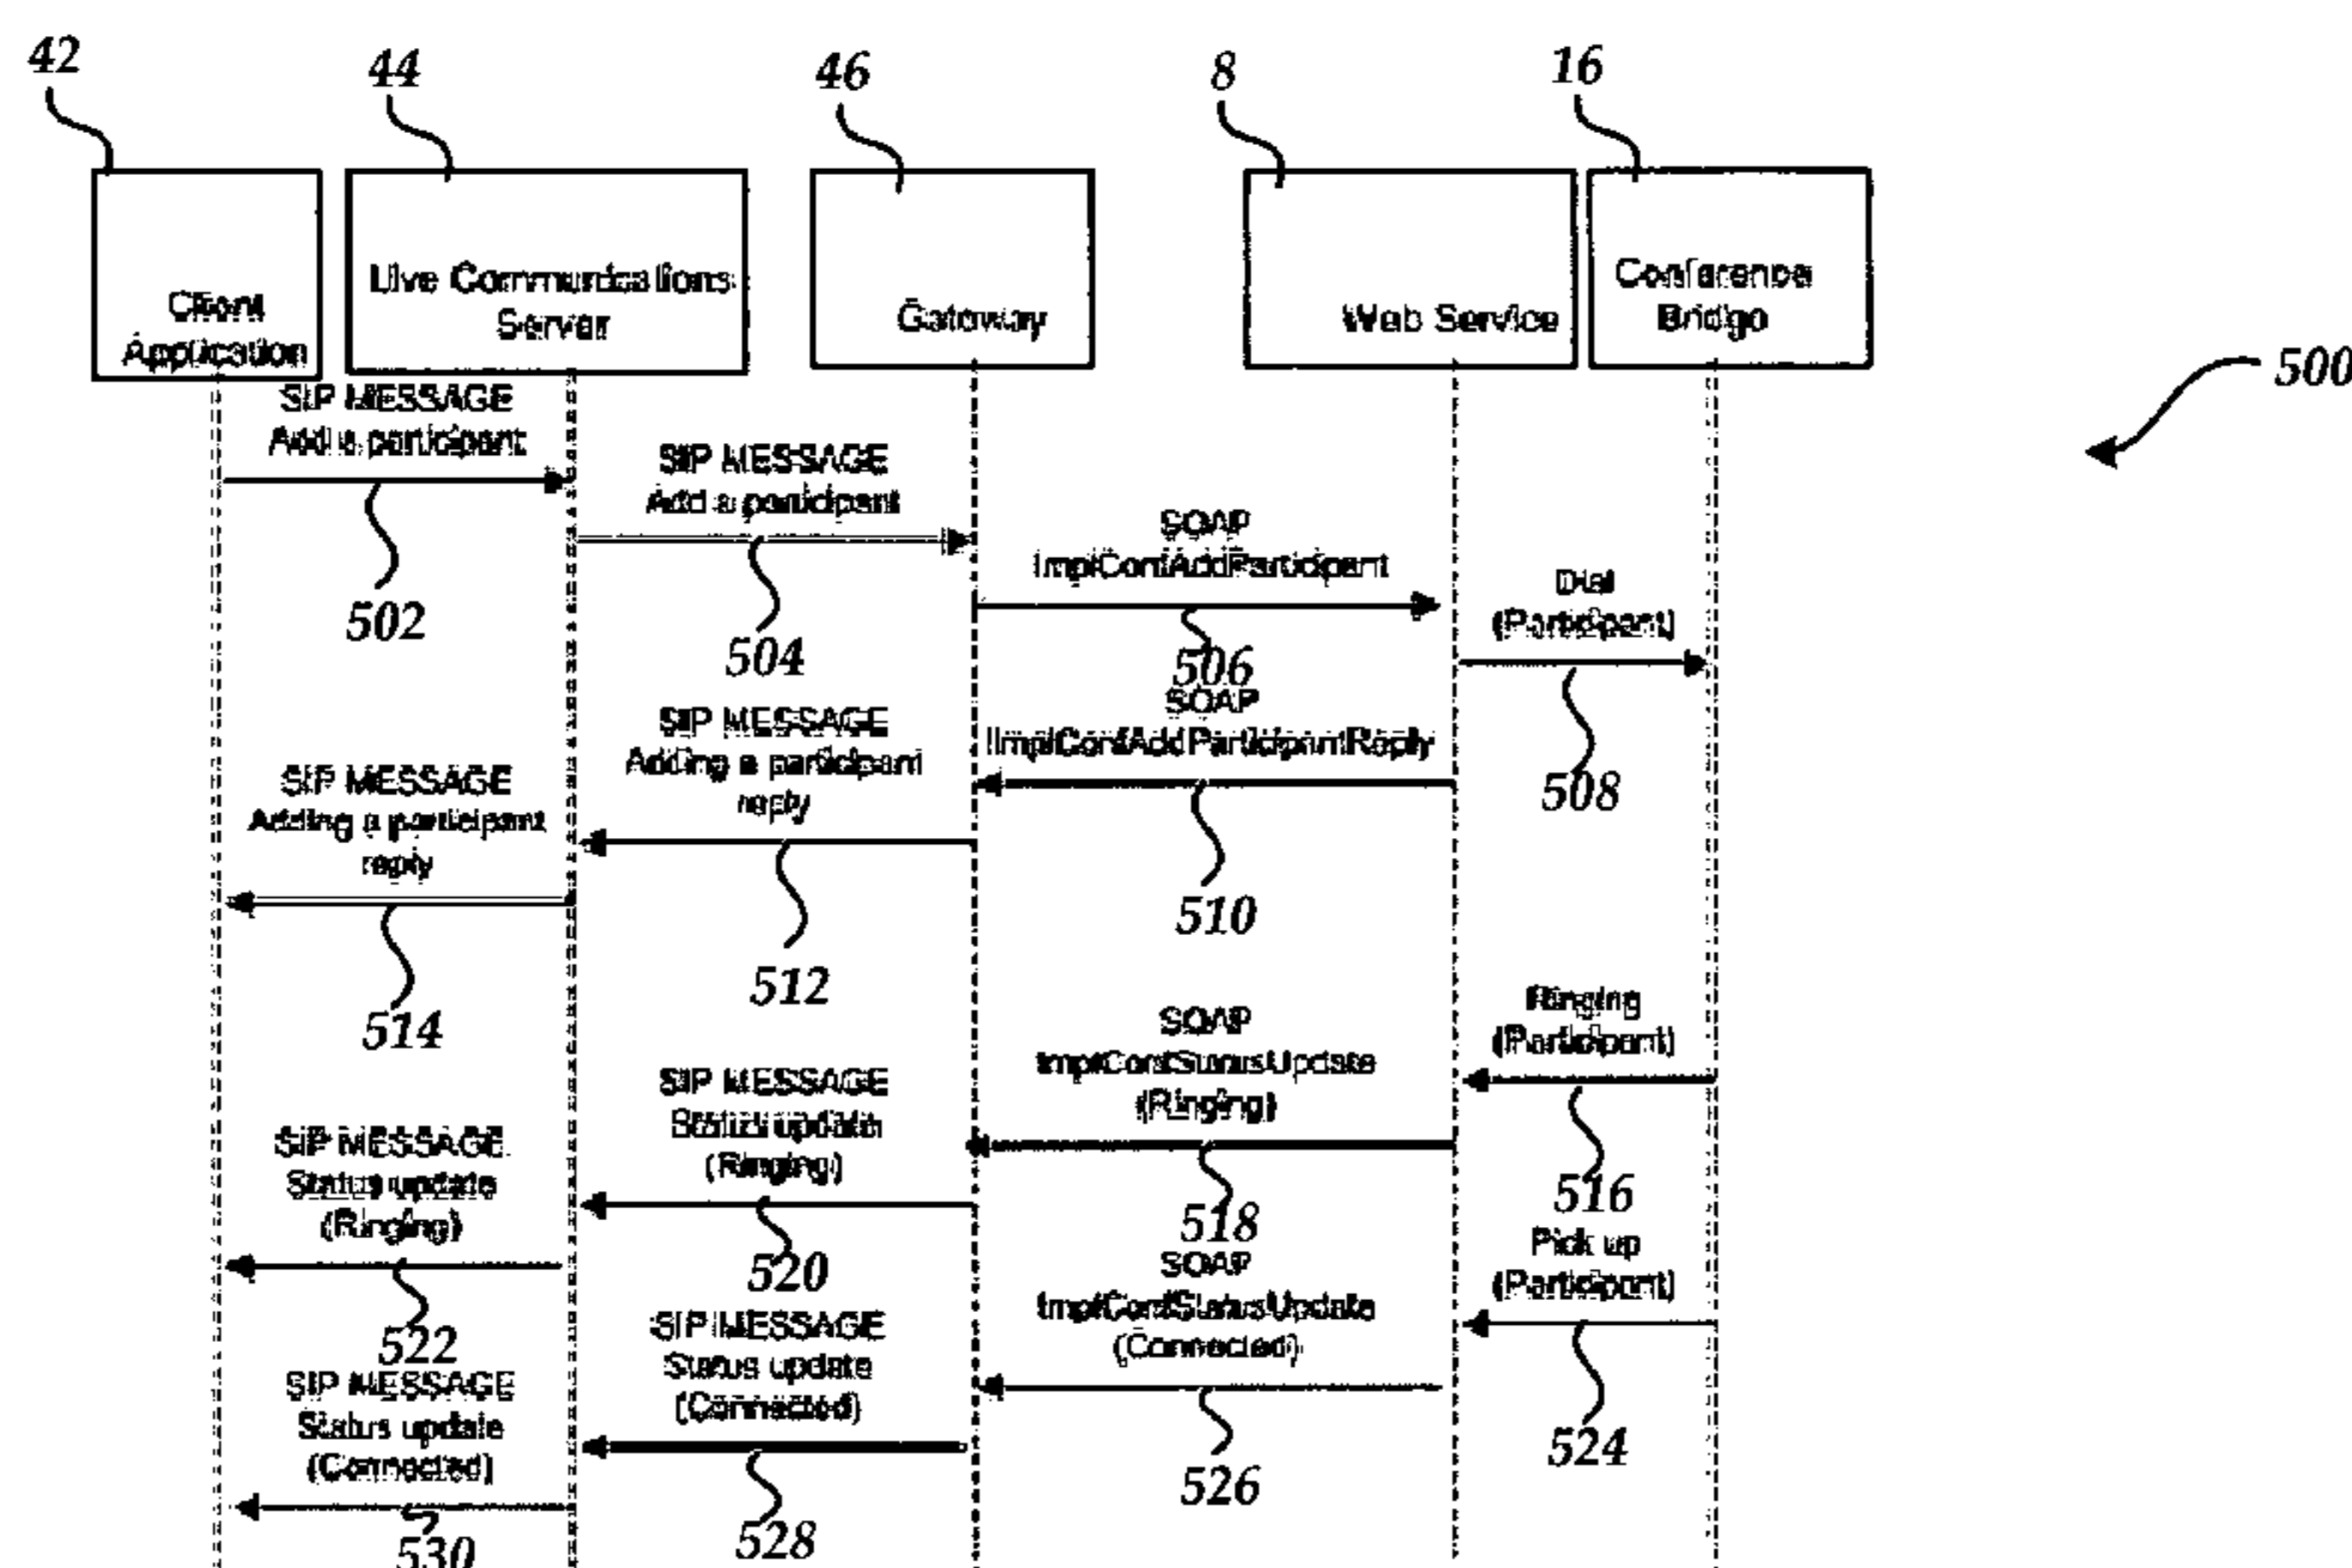 42
44
46
8
16
Client
Application
Live Communications
Server
Gateway
Web Service
Conference
Bridge
500
SIP MESSAGE
Add a participant
502
SIP MESSAGE
Add a participant
504
SOAP
ImplConfAddParticipant
506
Dial
(Participant)
508
SOAP
ImplConfAddParticipantReply
510
SIP MESSAGE
Adding a participant
reply
512
SIP MESSAGE
Adding a participant
reply
514
Ringing
(Participant)
516
SOAP
ImplConfStatusUpdate
(Ringing)
518
SIP MESSAGE
Status update
(Ringing)
520
SIP MESSAGE
Status update
(Ringing)
522
Pick up
(Participant)
524
SOAP
ImplConfStatusUpdate
(Connected)
526
SIP MESSAGE
Status update
(Connected)
528
SIP MESSAGE
Status update
(Connected)
530